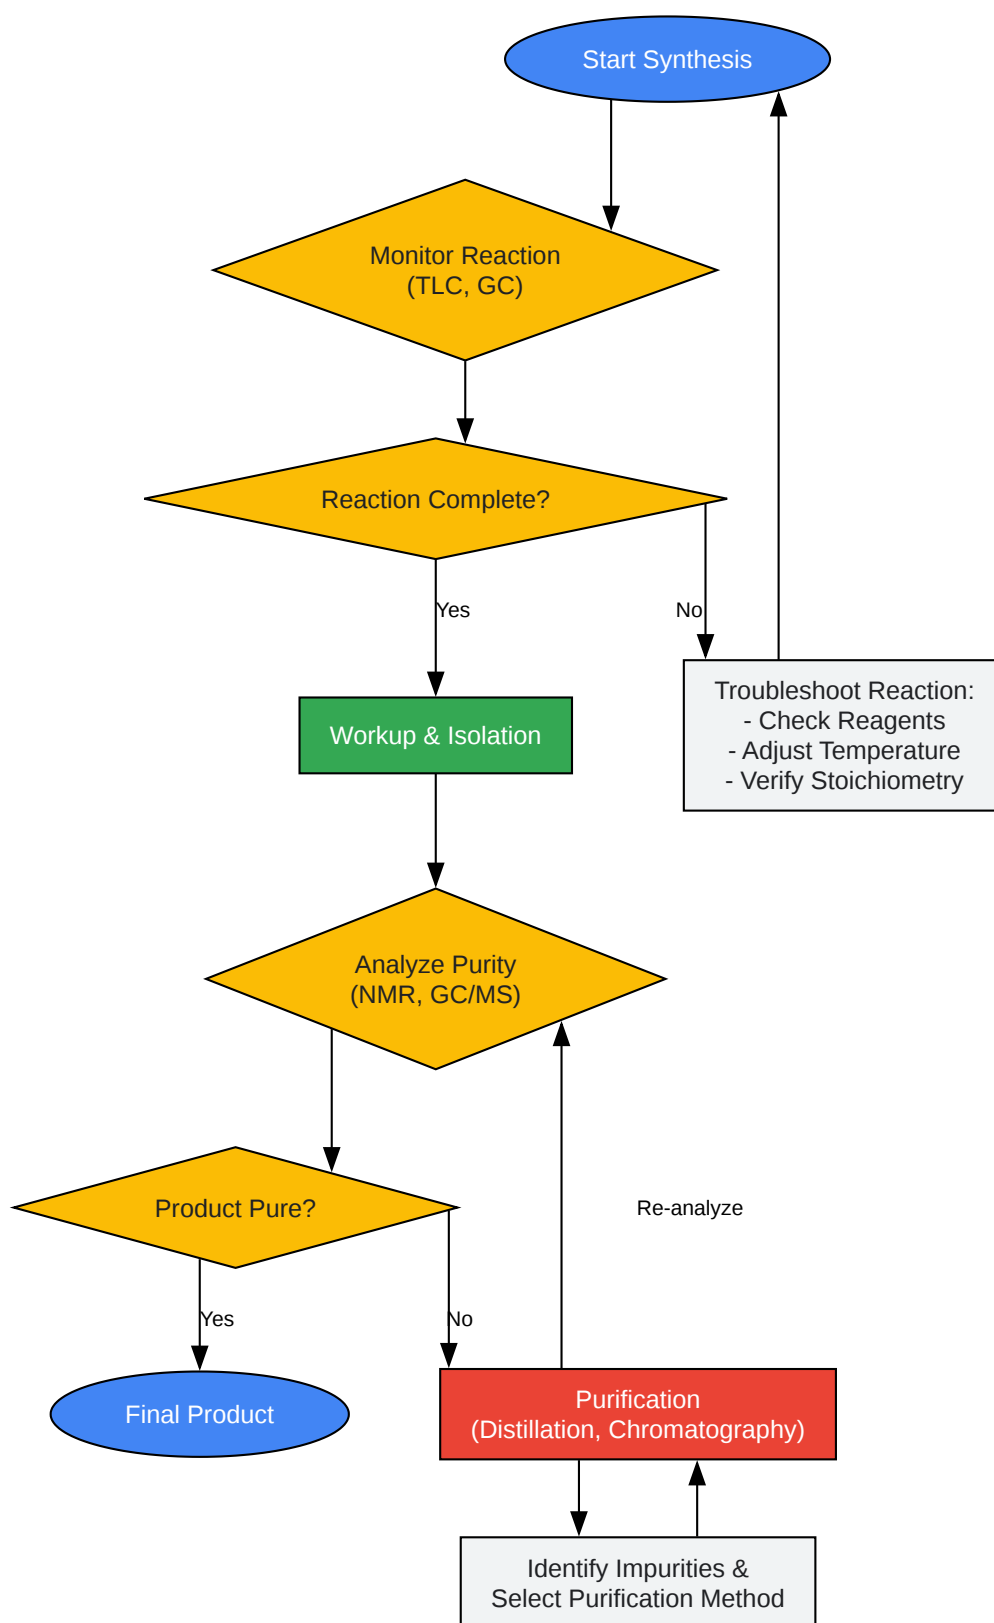 Start Synthesis
Monitor Reaction
(TLC, GC)
Reaction Complete?
Yes
No
Troubleshoot Reaction:
- Check Reagents
- Adjust Temperature
- Verify Stoichiometry
Workup & Isolation
Analyze Purity
(NMR, GC/MS)
Product Pure?
Re-analyze
Yes
No
Final Product
Purification
(Distillation, Chromatography)
Identify Impurities &
Select Purification Method